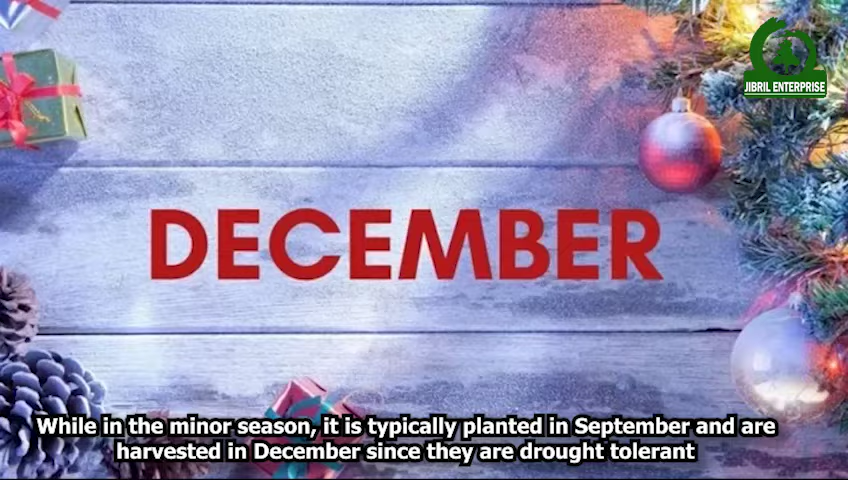 JIBRIL ENTERPRISE
DECEMBER
While in the minor season, it is typically planted in September and are
harvested in December since they are drought tolerant